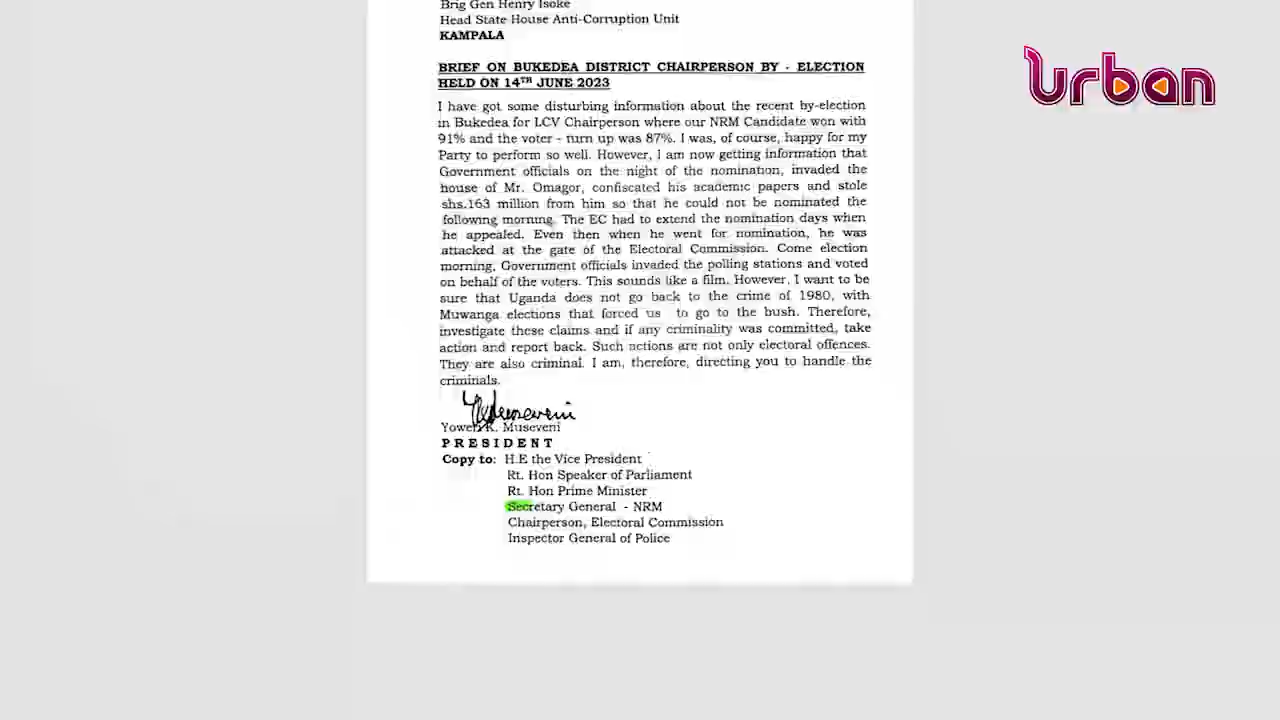 Brig Gen Henry Isoke
Head State House Anti-Corruption Unit
KAMPALA
urban
BRIEF ON BUKEDEA DISTRICT CHAIRPERSON BY - ELECTION
HELD ON 14TH JUNE 2023
I have got some disturbing information about the recent by-election
in Bukedea for LCV Chairperson where our NRM Candidate won with
91% and the voter - turn up was 87%. I was, of course, happy for my
Party to perform so well. However, I am now getting information that
Government officials on the night of the nomination, invaded the
house of Mr. Omagor, confiscated his academic papers and stole
shs.163 million from him so that he could not be nominated the
following morning. The EC had to extend the nomination days when
he appealed. Even then when he went for nomination, he was
attacked at the gate of the Electoral Commission. Come election
morning, Government officials invaded the polling stations and voted
on behalf of the voters. This sounds like a film. However, I want to be
sure that Uganda does not go back to the crime of 1980, with
Muwanga elections that forced us to go to the bush. Therefore,
investigate these claims and if any criminality was committed, take
action and report back. Such actions are not only electoral offences.
They are also criminal. I am, therefore, directing you to handle the
criminals.
Yoweri K. Museveni
PRESIDENT
Copy to: H.E the Vice President
Rt. Hon Speaker of Parliament
Rt. Hon Prime Minister
Secretary General - NRM
Chairperson, Electoral Commission
Inspector General of Police